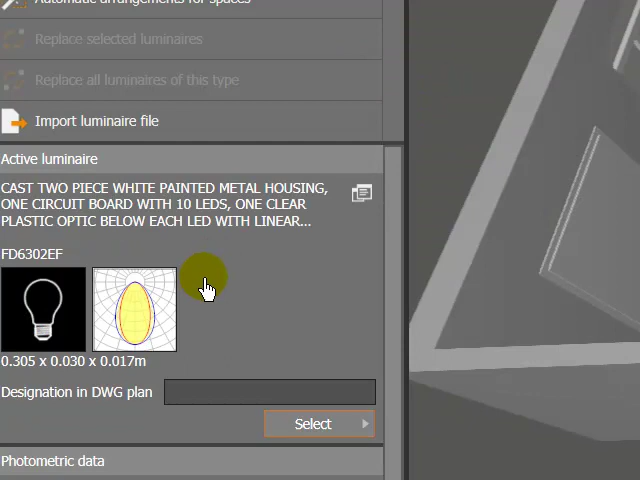 Automatic arrangements for spaces
Replace selected luminaires
Replace all luminaires of this type
Import luminaire file
Active luminaire
CAST TWO PIECE WHITE PAINTED METAL HOUSING,
ONE CIRCUIT BOARD WITH 10 LEDS, ONE CLEAR
PLASTIC OPTIC BELOW EACH LED WITH LINEAR...
FD6302EF
0.305 x 0.030 x 0.017m
Designation in DWG plan
Select
Photometric data